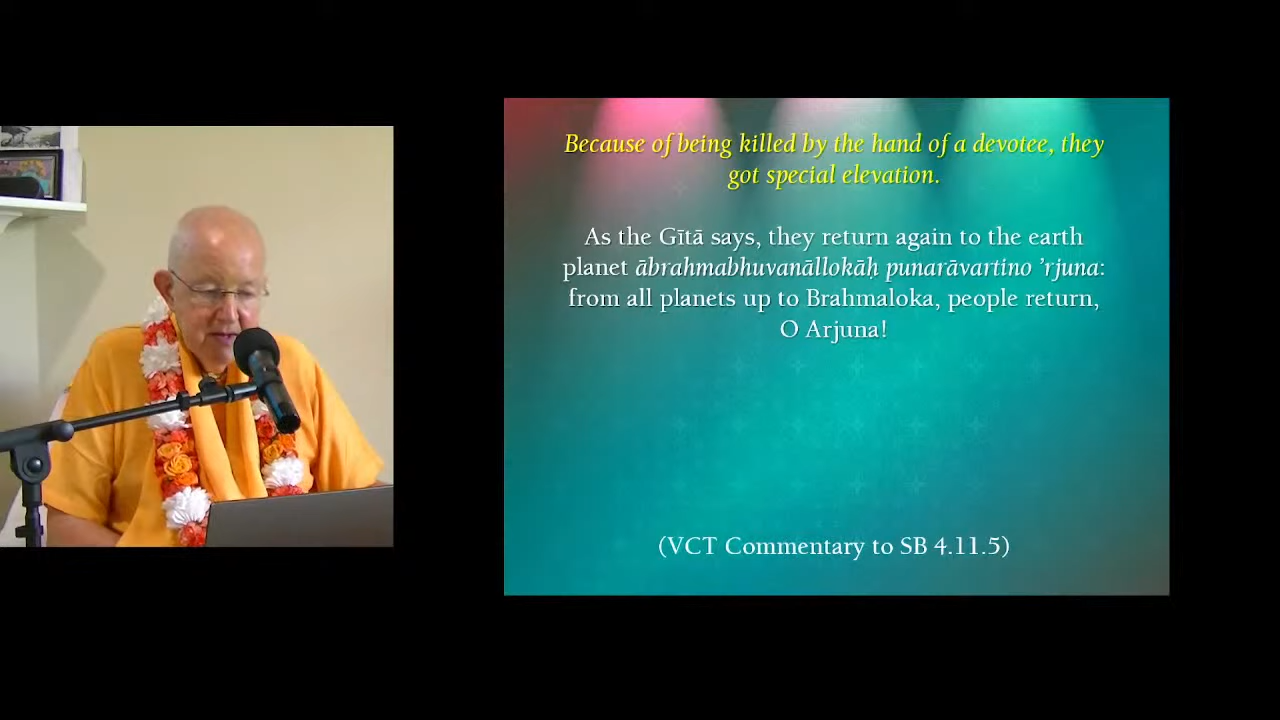 Because of being killed by the hand of a devotee, they
got special elevation.
As the Gītā says, they return again to the earth
planet ābrahmabhuvanāllokāḥ punarāvartino ’rjuna:
from all planets up to Brahmaloka, people return,
O Arjuna!
(VCT Commentary to SB 4.11.5)